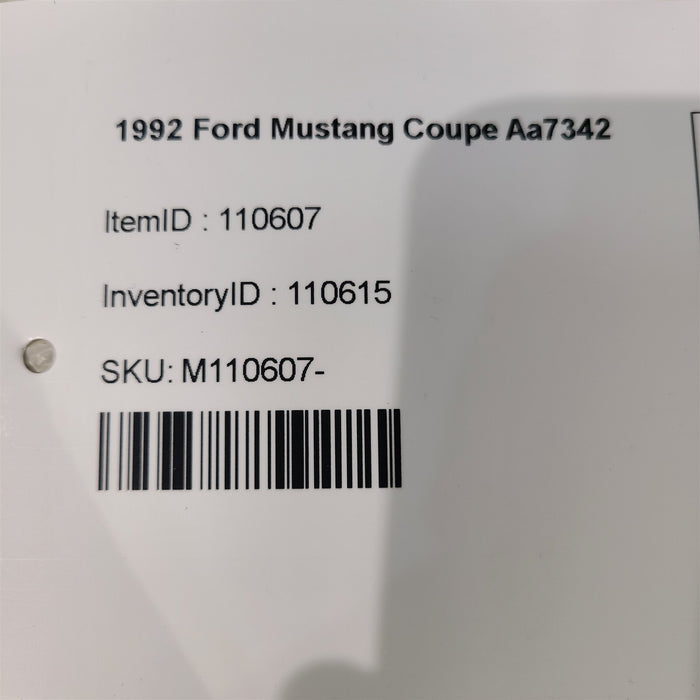 1992 Ford Mustang Coupe Aa7342
ItemID : 110607
InventoryID : 110615
SKU: M110607-